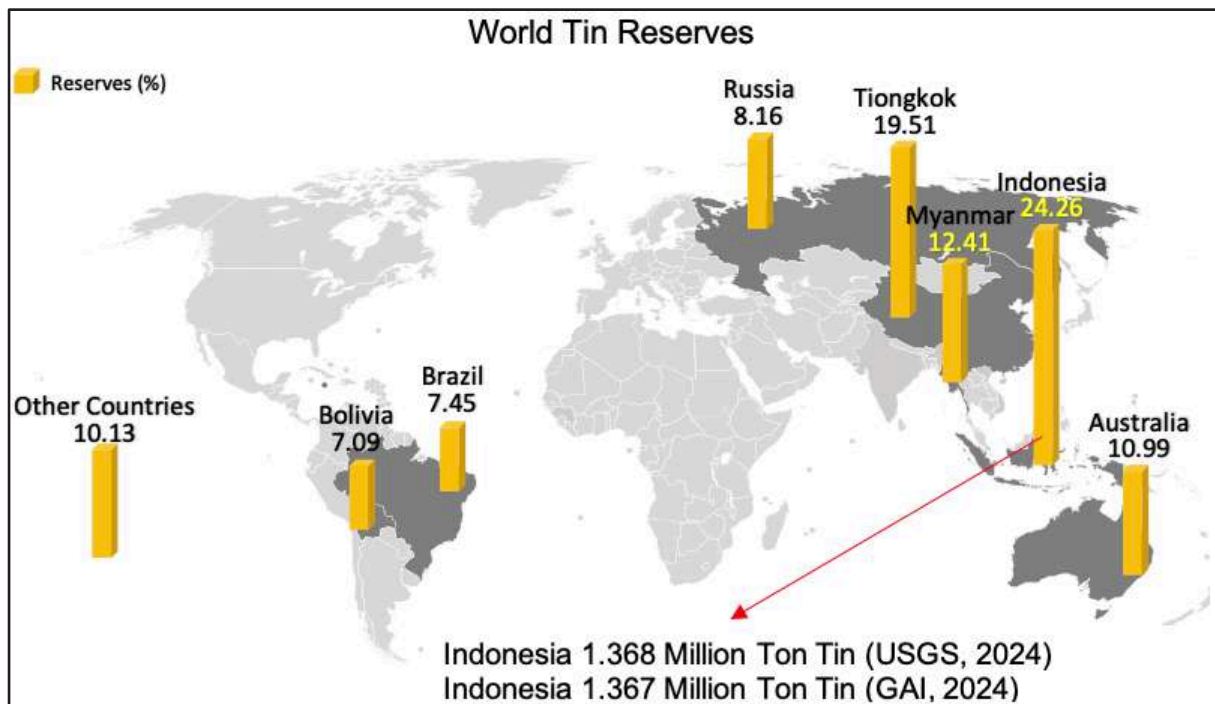 World Tin Reserves
Reserves (%)
Russia
8.16
Tiongkok
19.51
Indonesia
24.26
Myanmar
12.41
Brazil
7.45
Other Countries
10.13
Bolivia
7.09
Australia
10.99
Indonesia 1.368 Million Ton Tin (USGS, 2024)
Indonesia 1.367 Million Ton Tin (GAI, 2024)